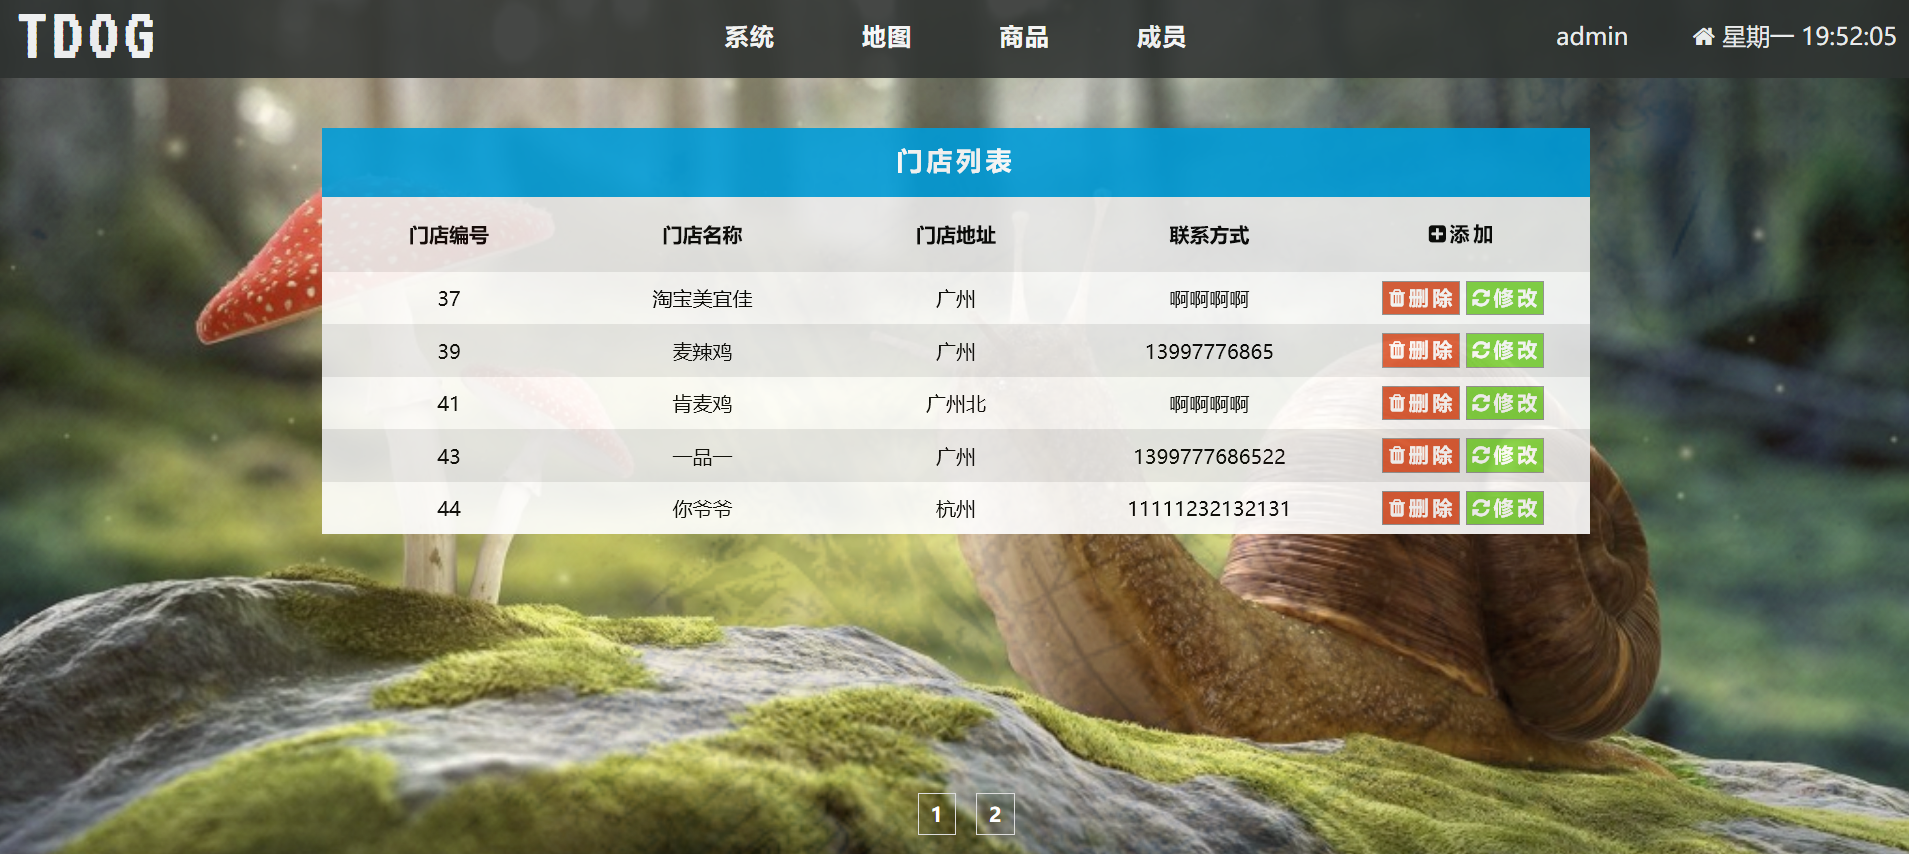 TDOG 系统 地图 商品 成员 admin 星期一 19:52:05
门店列表
门店编号 门店名称 门店地址 联系方式 添加
37 淘宝美宜佳 广州 啊啊啊啊 删除 修改
39 麦辣鸡 广州 13997776865 删除 修改
41 肯麦鸡 广州北 啊啊啊啊 删除 修改
43 一品一 广州 1399777686522 删除 修改
44 你爷爷 杭州 11111232132131 删除 修改
1 2